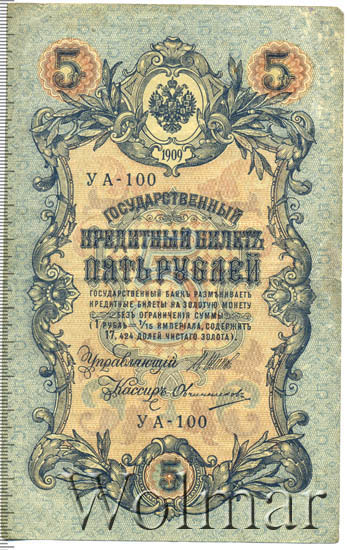 5 5
1909
УА-100
ГОСУДАРСТВЕННЫЙ
КРЕДИТНЫЙ БИЛЕТЪ
ПЯТЬ РУБЛЕЙ
ГОСУДАРСТВЕННЫЙ БАНКЪ РАЗМѢНИВАЕТЪ
КРЕДИТНЫЕ БИЛЕТЫ НА ЗОЛОТУЮ МОНЕТУ
БЕЗЪ ОГРАНИЧЕНІЯ СУММЫ
(1 РУБЛЬ = 1/15 ИМПЕРІАЛА, СОДЕРЖИТЪ
17,424 ДОЛЕЙ ЧИСТАГО ЗОЛОТА).
Управляющій
Кассиръ Овчинников
УА-100
5
Wolmar